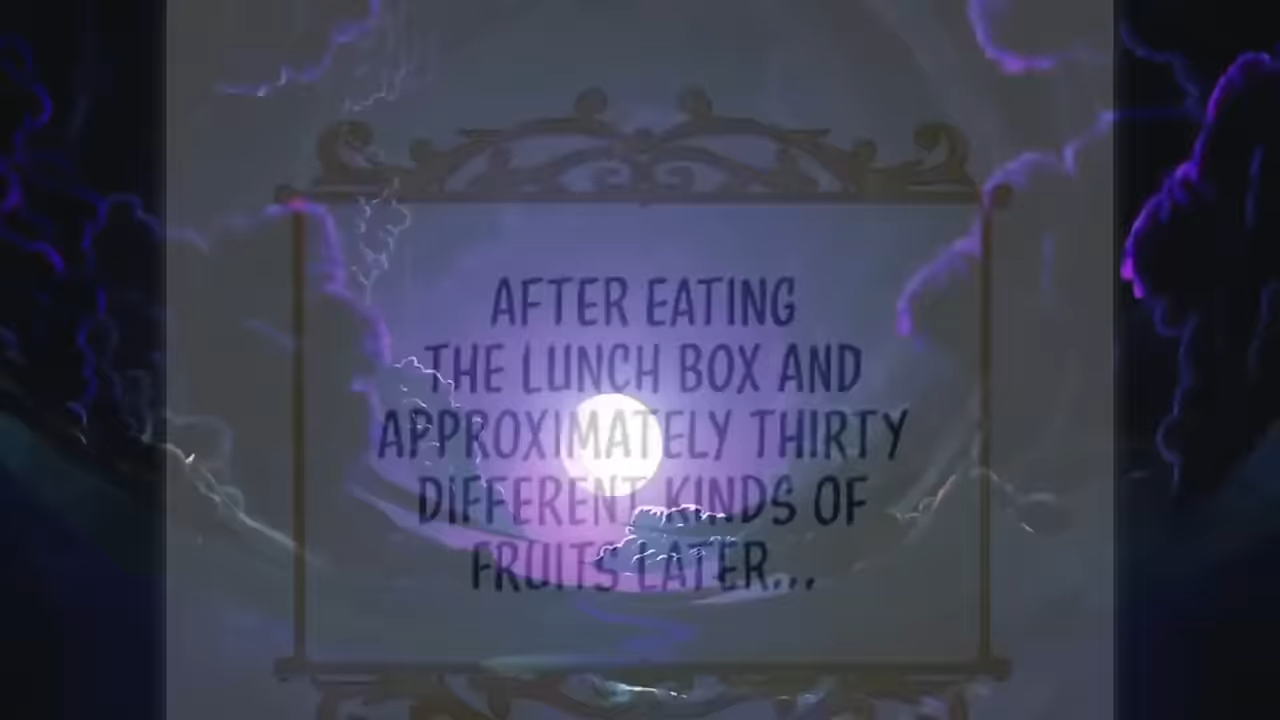 AFTER EATING
THE LUNCH BOX AND
APPROXIMATELY THIRTY
DIFFERENT KINDS OF
FRUITS LATER...